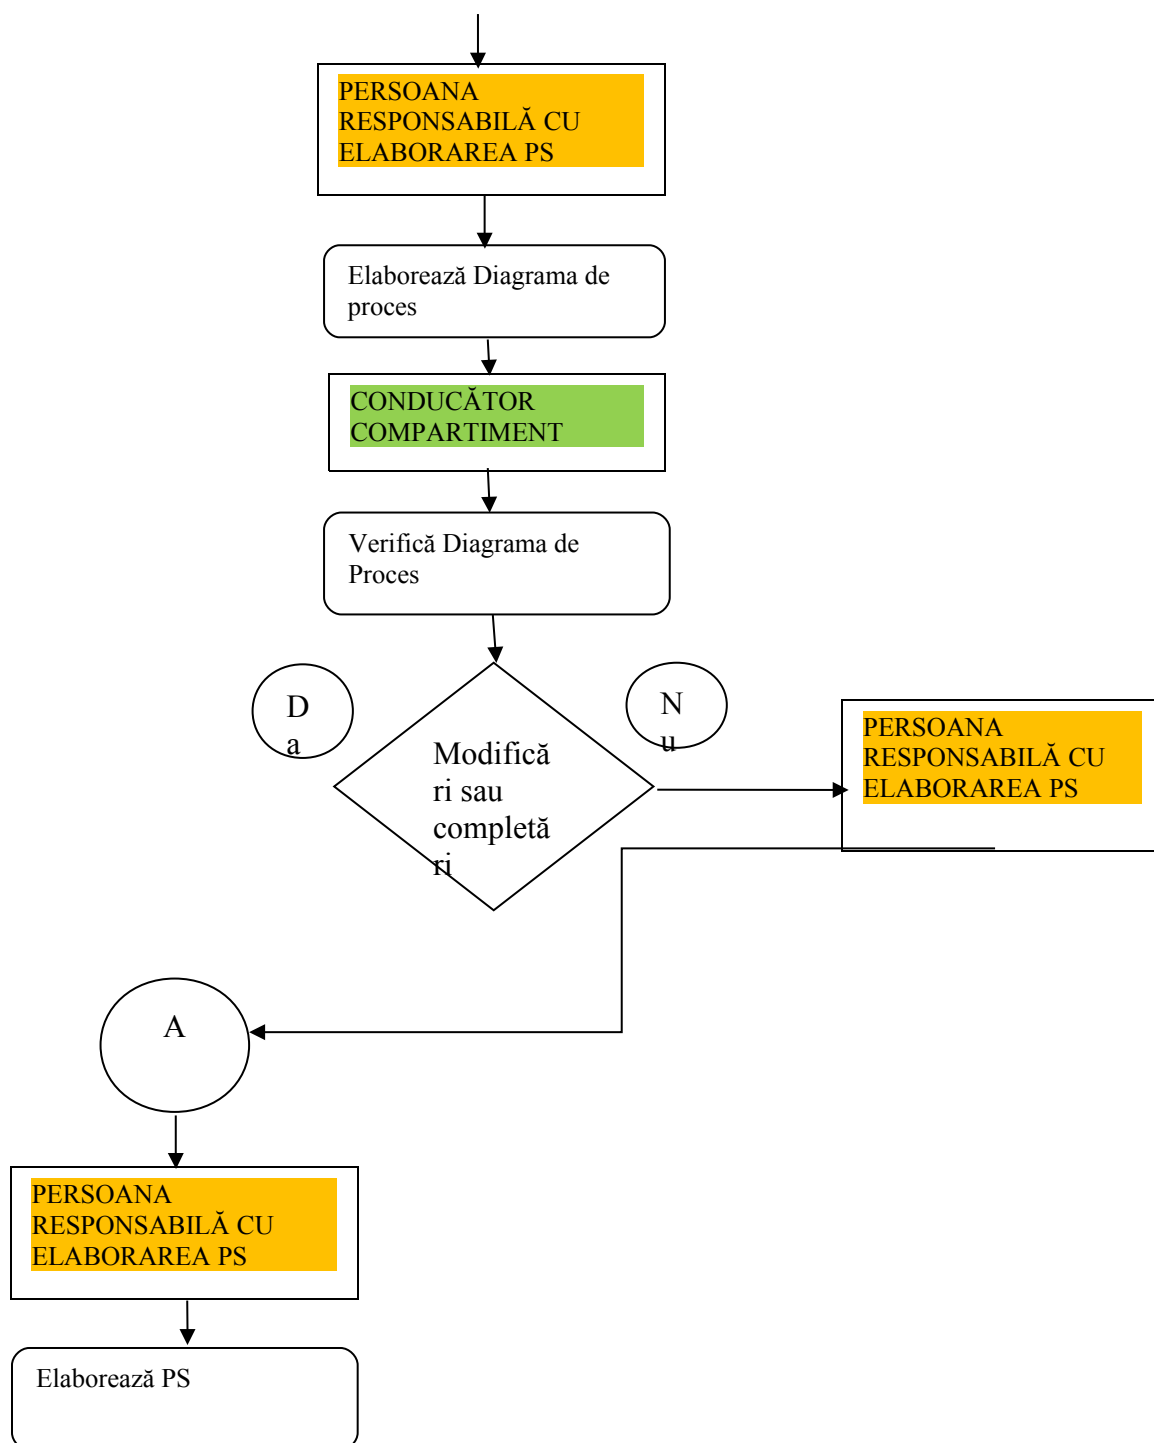 PERSOANA
RESPONSABILĂ CU
ELABORAREA PS
Elaborează Diagrama de
proces
CONDUCĂTOR
COMPARTIMENT
Verifică Diagrama de
Proces
D
a
N
u
Modifică
ri sau
completă
ri
PERSOANA
RESPONSABILĂ CU
ELABORAREA PS
A
PERSOANA
RESPONSABILĂ CU
ELABORAREA PS
Elaborează PS